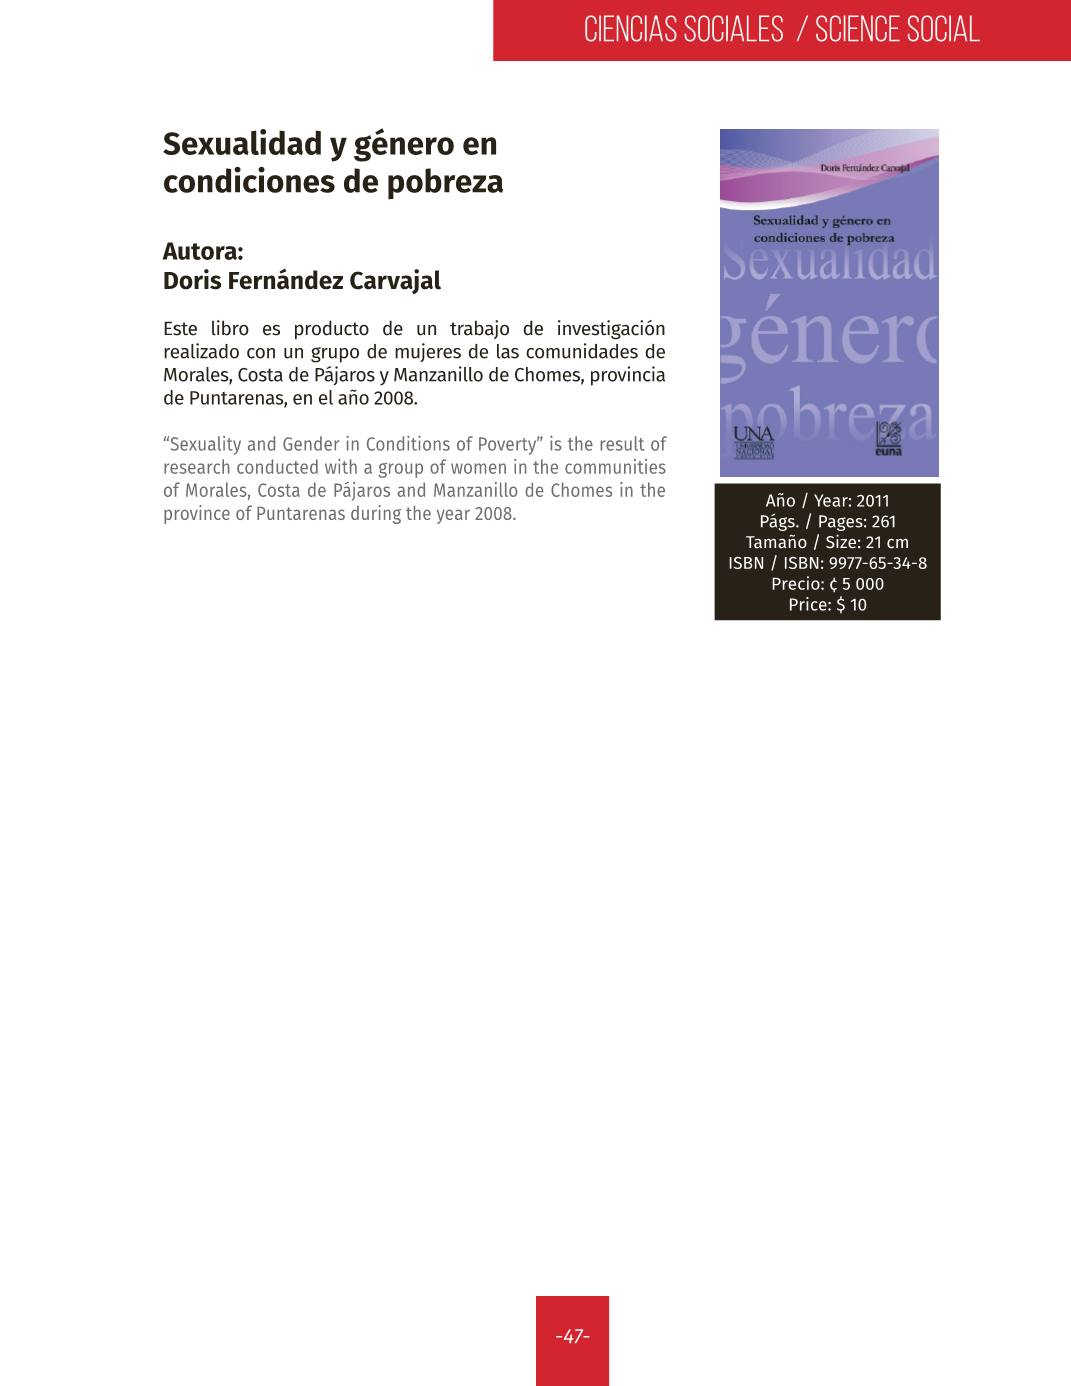 CIENCIAS SOCIALES / SCIENCE SOCIAL
Sexualidad y género en
condiciones de pobreza
Autora:
Doris Fernández Carvajal
Este libro es producto de un trabajo de investigación
realizado con un grupo de mujeres de las comunidades de
Morales, Costa de Pájaros y Manzanillo de Chomes, provincia
de Puntarenas, en el año 2008.
“Sexuality and Gender in Conditions of Poverty” is the result of
research conducted with a group of women in the communities
of Morales, Costa de Pájaros and Manzanillo de Chomes in the
province of Puntarenas during the year 2008.
Doris Fernández Carvajal
Sexualidad y género en
condiciones de pobreza
Sexualidad
género
pobreza
UNA
UNIVERSIDAD
NACIONAL
euna
Año / Year: 2011
Págs. / Pages: 261
Tamaño / Size: 21 cm
ISBN / ISBN: 9977-65-34-8
Precio: ¢ 5 000
Price: $ 10
-47-